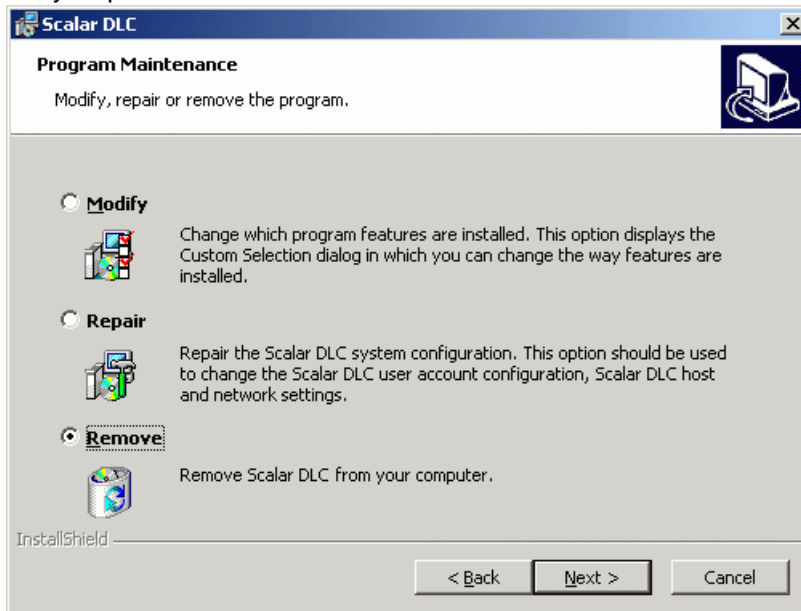 Scalar DLC
Program Maintenance
Modify, repair or remove the program.
Modify
Change which program features are installed. This option displays the
Custom Selection dialog in which you can change the way features are
installed.
Repair
Repair the Scalar DLC system configuration. This option should be used
to change the Scalar DLC user account configuration, Scalar DLC host
and network settings.
Remove
Remove Scalar DLC from your computer.
InstallShield
< Back Next > Cancel